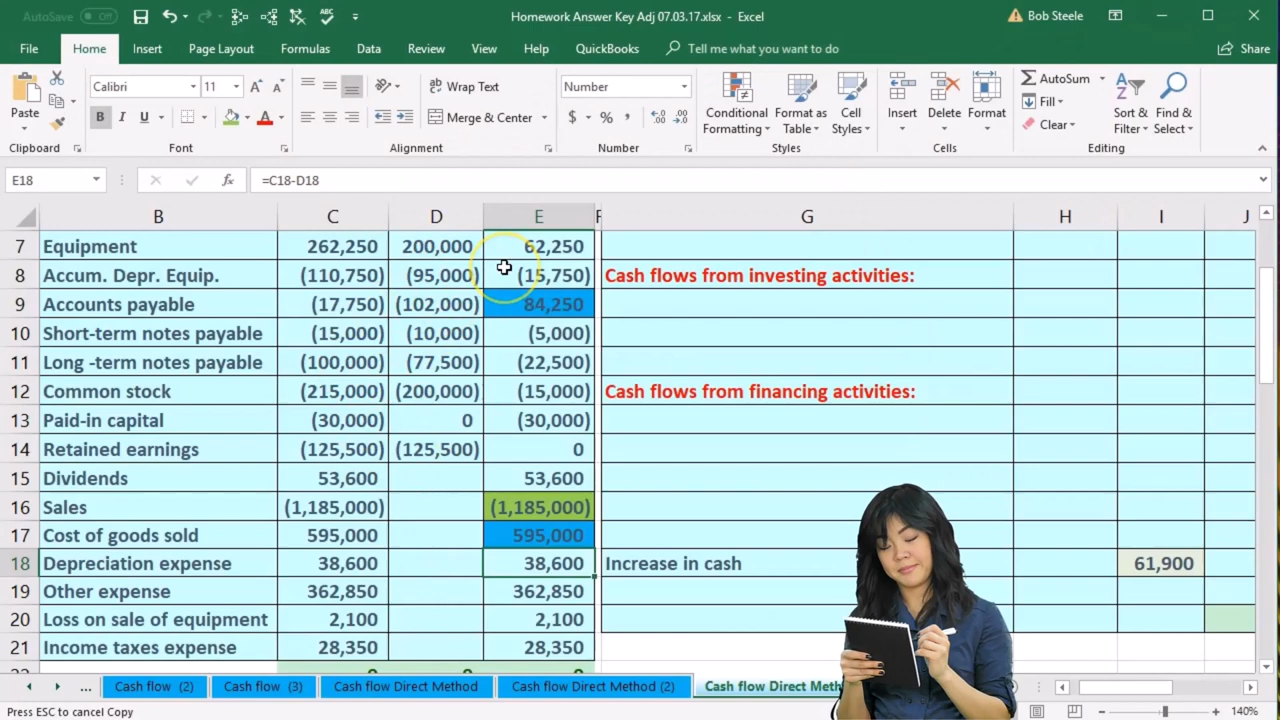 AutoSave Off
Homework Answer Key Adj 07.03.17.xlsx - Excel
Bob Steele
File Home Insert Page Layout Formulas Data Review View Help QuickBooks Tell me what you want to do Share
Paste
Calibri 11
Wrap Text
Number
Conditional Formatting
Format as Table
Cell Styles
Insert Delete Format
AutoSum
Fill
Clear
Sort & Filter
Find & Select
B I U
Merge & Center
$ %
Clipboard Font Alignment Number Styles Cells Editing
E18 fx =C18-D18
B C D E F G H I J
7 Equipment 262,250 200,000 62,250
8 Accum. Depr. Equip. (110,750) (95,000) (15,750) Cash flows from investing activities:
9 Accounts payable (17,750) (102,000) 84,250
10 Short-term notes payable (15,000) (10,000) (5,000)
11 Long -term notes payable (100,000) (77,500) (22,500)
12 Common stock (215,000) (200,000) (15,000) Cash flows from financing activities:
13 Paid-in capital (30,000) 0 (30,000)
14 Retained earnings (125,500) (125,500) 0
15 Dividends 53,600 53,600
16 Sales (1,185,000) (1,185,000)
17 Cost of goods sold 595,000 595,000
18 Depreciation expense 38,600 38,600 Increase in cash 61,900
19 Other expense 362,850 362,850
20 Loss on sale of equipment 2,100 2,100
21 Income taxes expense 28,350 28,350
... Cash flow (2) Cash flow (3) Cash flow Direct Method Cash flow Direct Method (2) Cash flow Direct Meth
Press ESC to cancel Copy
140%